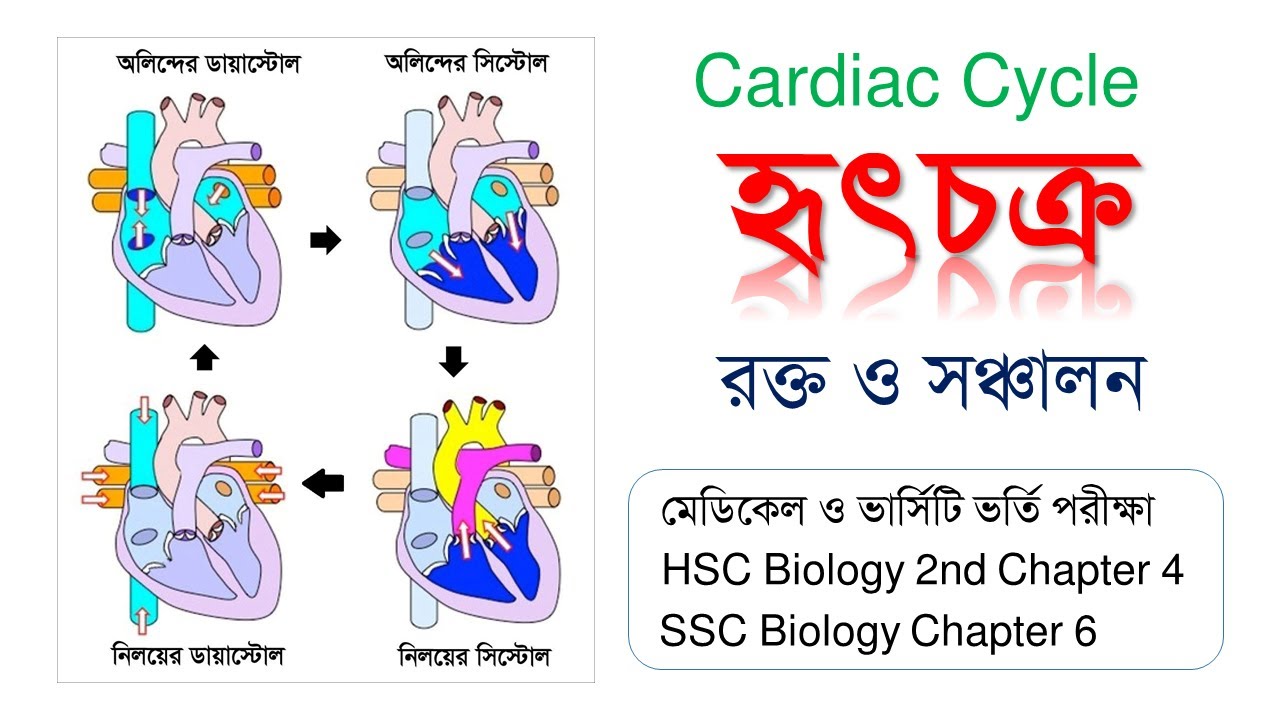 অলিন্দের ডায়াস্টোল
অলিন্দের সিস্টোল
নিলয়ের ডায়াস্টোল
নিলয়ের সিস্টোল
Cardiac Cycle
হৃৎচক্র
রক্ত ও সঞ্চালন
মেডিকেল ও ভার্সিটি ভর্তি পরীক্ষা
HSC Biology 2nd Chapter 4
SSC Biology Chapter 6